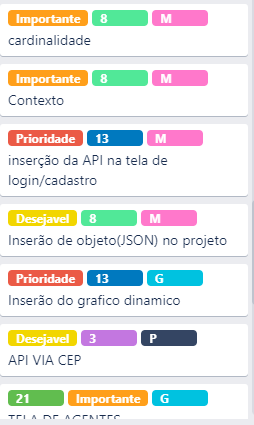 Importante 8 M
cardinalidade
Importante 8 M
Contexto
Prioridade 13 M
inserção da API na tela de
login/cadastro
Desejavel 8 M
Inserão de objeto(JSON) no projeto
Prioridade 13 G
Inserão do grafico dinamico
Desejavel 3 P
API VIA CEP
21 Importante G
TELA DE AGENTES